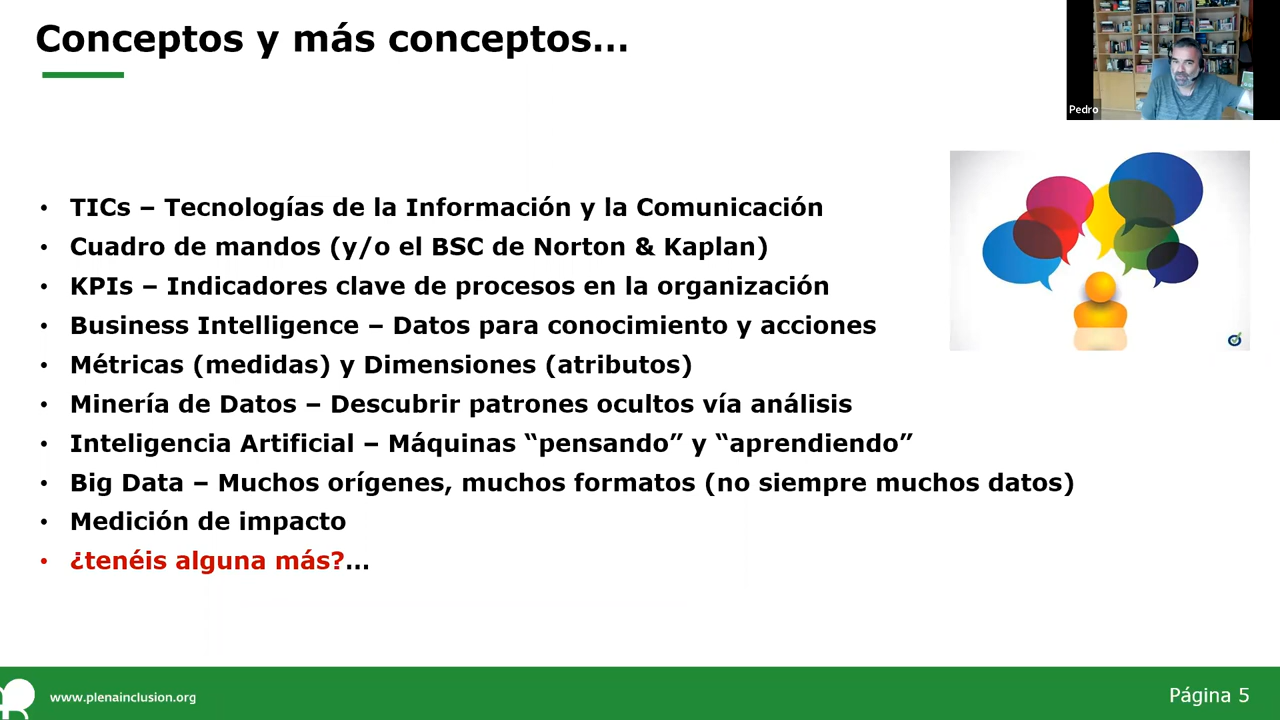 Conceptos y más conceptos...
Pedro
• TICs – Tecnologías de la Información y la Comunicación
• Cuadro de mandos (y/o el BSC de Norton & Kaplan)
• KPIs – Indicadores clave de procesos en la organización
• Business Intelligence – Datos para conocimiento y acciones
• Métricas (medidas) y Dimensiones (atributos)
• Minería de Datos – Descubrir patrones ocultos vía análisis
• Inteligencia Artificial – Máquinas “pensando” y “aprendiendo”
• Big Data – Muchos orígenes, muchos formatos (no siempre muchos datos)
• Medición de impacto
• ¿tenéis alguna más?...
www.plenainclusion.org
Página 5